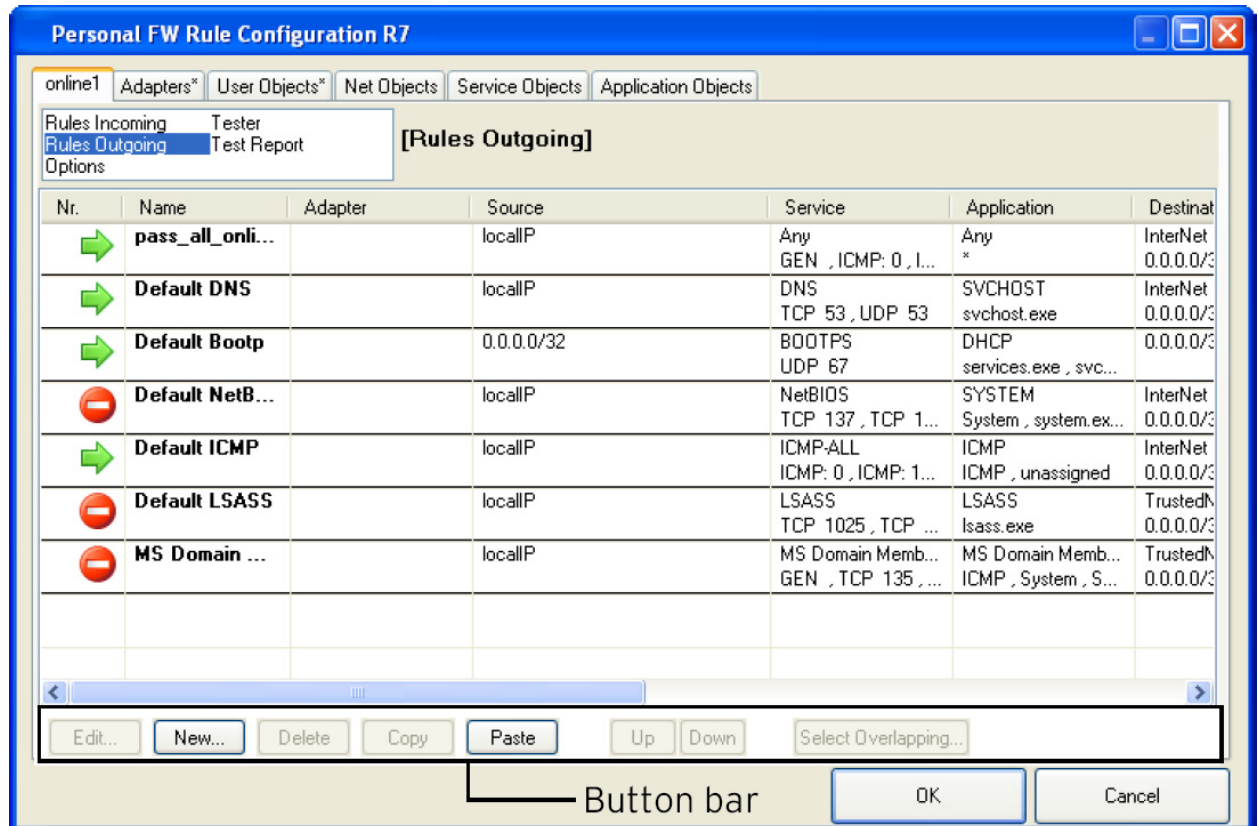 Personal FW Rule Configuration R7
online1 Adapters* User Objects* Net Objects Service Objects Application Objects
Rules Incoming Tester
Rules Outgoing Test Report
Options
[Rules Outgoing]
Nr. Name Adapter Source Service Application Destinat
pass_all_onli... localIP Any Any InterNet
GEN , ICMP: 0 , I... * 0.0.0.0/3
Default DNS localIP DNS SVCHOST InterNet
TCP 53 , UDP 53 svchost.exe 0.0.0.0/3
Default Bootp 0.0.0.0/32 BOOTPS DHCP 0.0.0.0/3
UDP 67 services.exe , svc...
Default NetB... localIP NetBIOS SYSTEM InterNet
TCP 137 , TCP 1... System , system.ex... 0.0.0.0/3
Default ICMP localIP ICMP-ALL ICMP InterNet
ICMP: 0 , ICMP: 1... ICMP , unassigned 0.0.0.0/3
Default LSASS localIP LSASS LSASS TrustedN
TCP 1025 , TCP ... lsass.exe 0.0.0.0/3
MS Domain ... localIP MS Domain Memb... MS Domain Memb... TrustedN
GEN , TCP 135 , ... ICMP , System , S... 0.0.0.0/3
Edit... New... Delete Copy Paste Up Down Select Overlapping...
Button bar OK Cancel